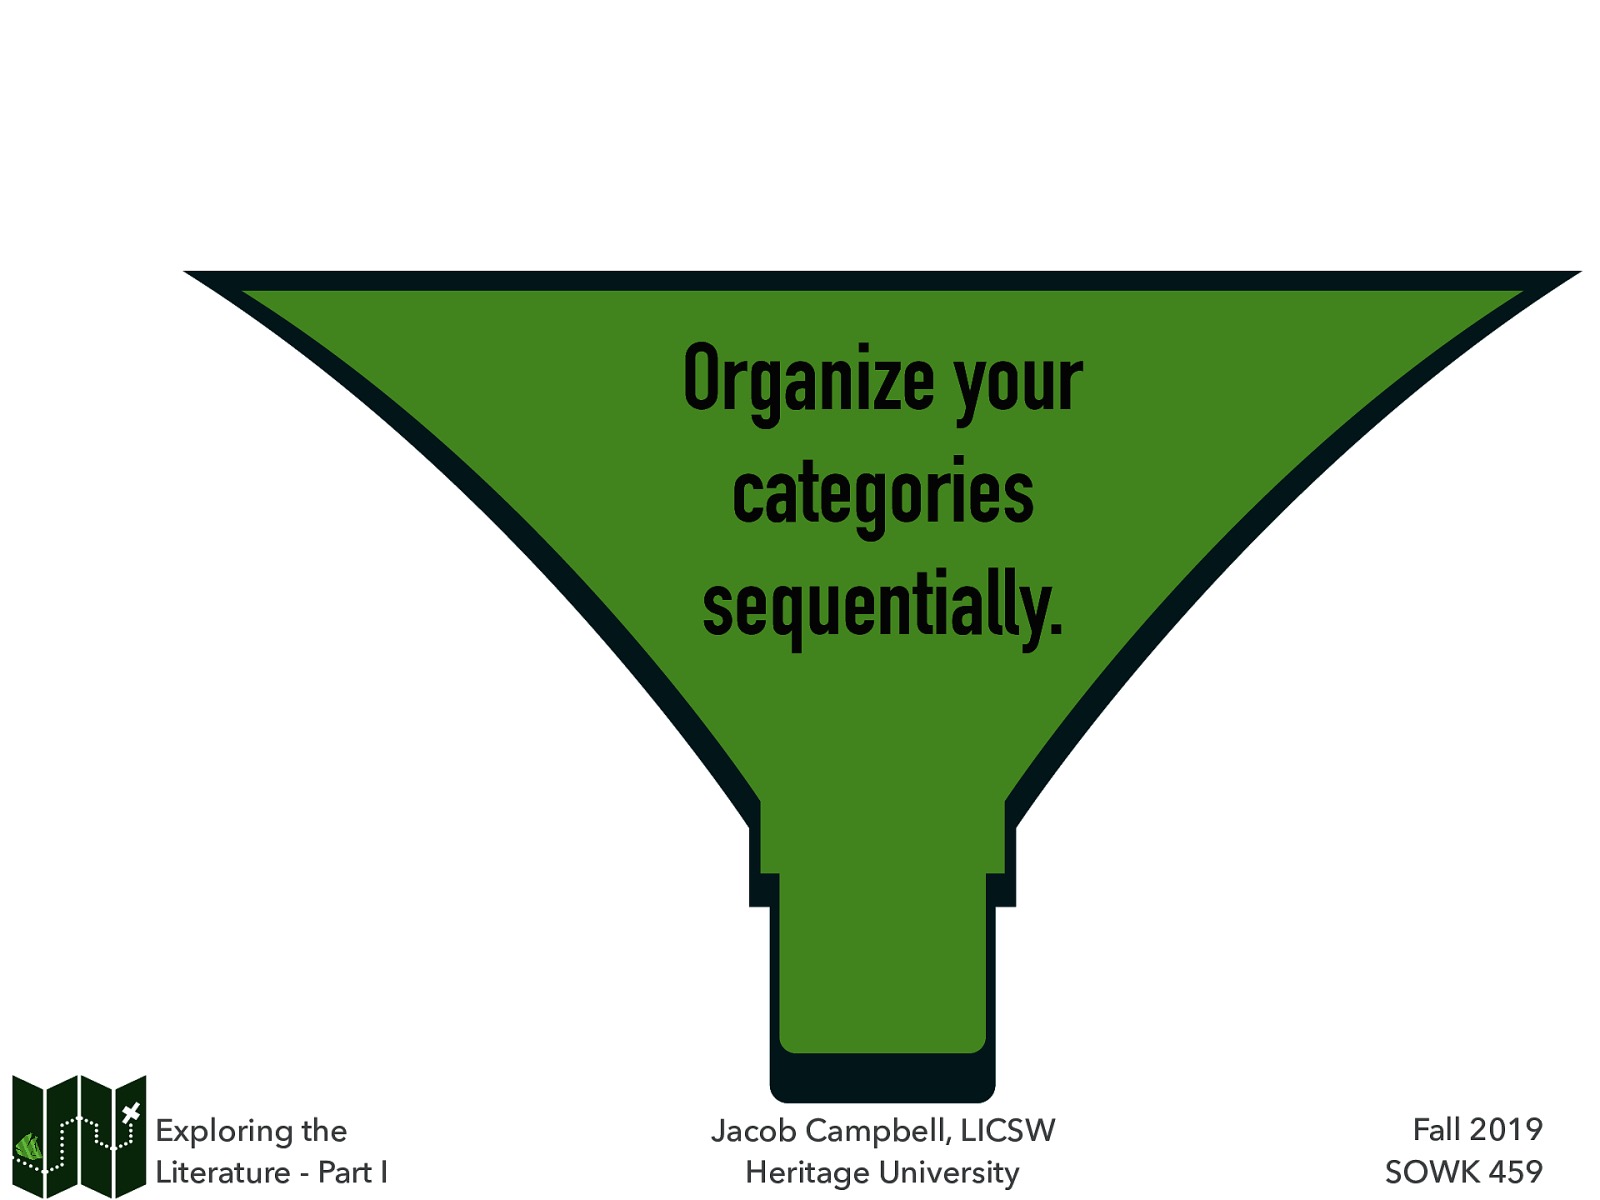 Organize your
categories
sequentially.
Exploring the
Literature - Part I
Jacob Campbell, LICSW
Heritage University
Fall 2019
SOWK 459